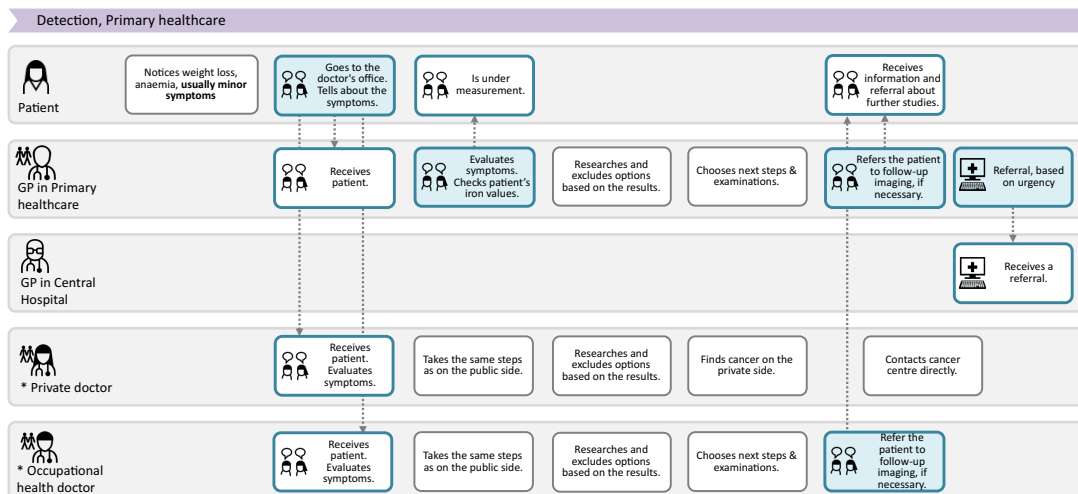 Detection, Primary healthcare
Patient
Notices weight loss,
anaemia, usually minor
symptoms
Goes to the
doctor's office.
Tells about the
symptoms.
Is under
measurement.
Receives
information and
referral about
further studies.
GP in Primary
healthcare
Receives
patient.
Evaluates
symptoms.
Checks patient's
iron values.
Researches and
excludes options
based on the results.
Chooses next steps &
examinations.
Refers the patient
to follow-up
imaging, if
necessary.
Referral, based
on urgency
GP in Central
Hospital
Receives a
referral.
* Private doctor
Receives
patient.
Evaluates
symptoms.
Takes the same steps
as on the public side.
Researches and
excludes options
based on the results.
Finds cancer on the
private side.
Contacts cancer
centre directly.
* Occupational
health doctor
Receives
patient.
Evaluates
symptoms.
Takes the same steps
as on the public side.
Researches and
excludes options
based on the results.
Chooses next steps &
examinations.
Refer the
patient to
follow-up
imaging, if
necessary.